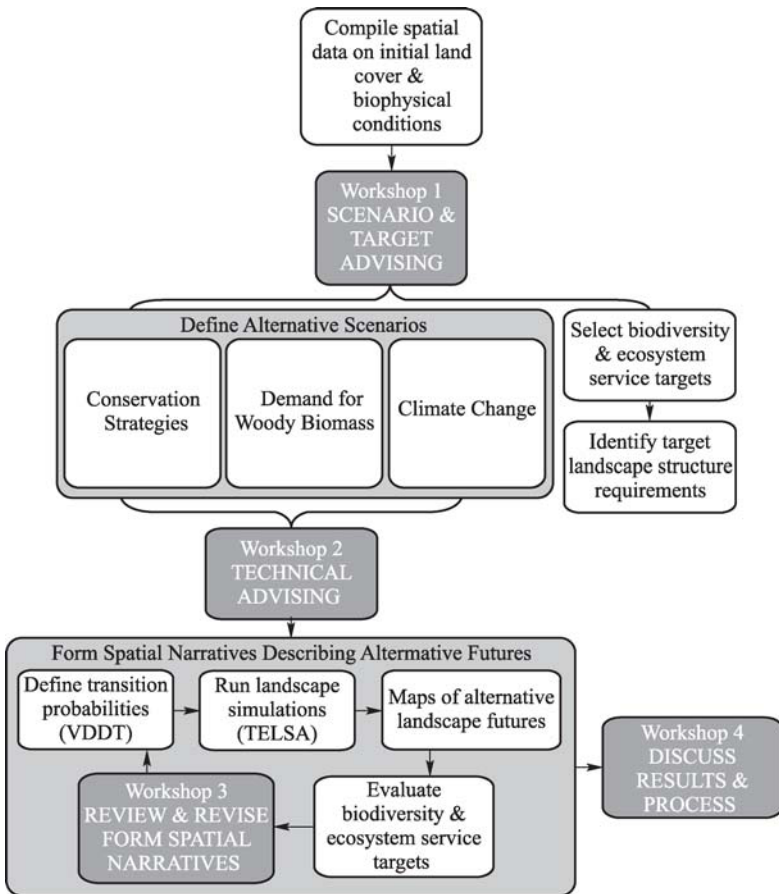 Compile spatial
data on initial land
cover &
biophysical
conditions
Workshop 1
SCENARIO &
TARGET
ADVISING
Define Alternative Scenarios
Conservation
Strategies
Demand for
Woody Biomass
Climate Change
Select biodiversity
& ecosystem
service targets
Identify target
landscape structure
requirements
Workshop 2
TECHNICAL
ADVISING
Form Spatial Narratives Describing Alternative Futures
Define transition
probabilities
(VDDT)
Run landscape
simulations
(TELSA)
Maps of alternative
landscape futures
Evaluate
biodiversity &
ecosystem service
targets
Workshop 3
REVIEW & REVISE
FORM SPATIAL
NARRATIVES
Workshop 4
DISCUSS
RESULTS &
PROCESS